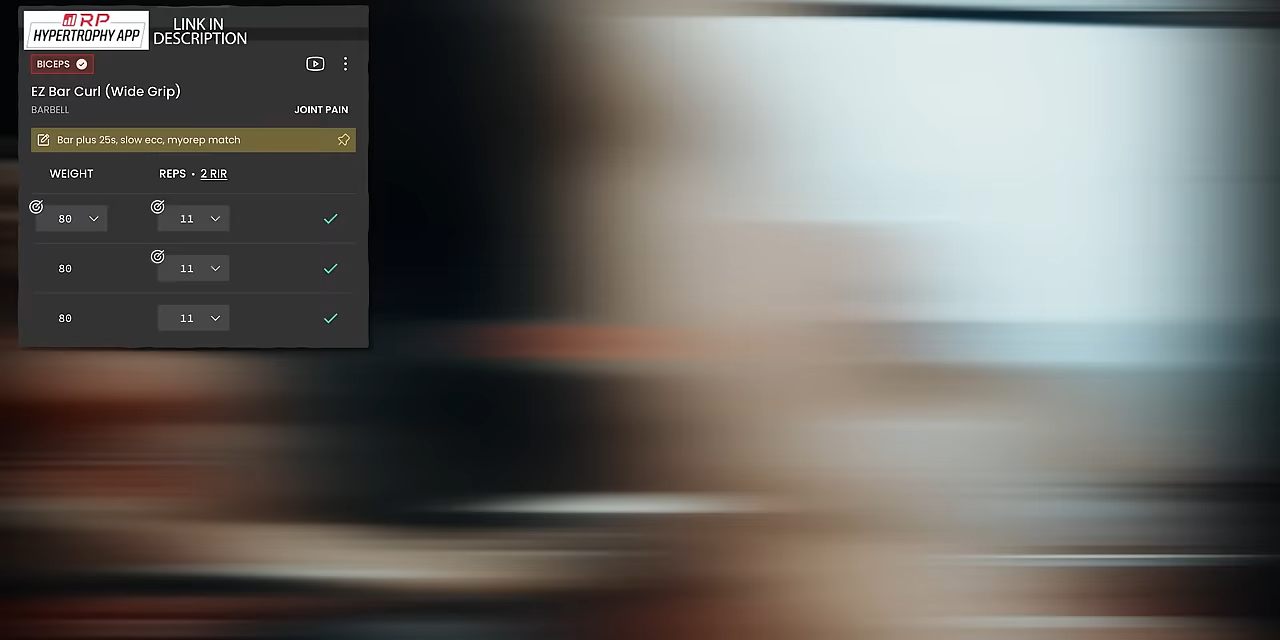 RP
HYPERTROPHY APP
LINK IN
DESCRIPTION
BICEPS
EZ Bar Curl (Wide Grip)
BARBELL
JOINT PAIN
Bar plus 25s, slow ecc, myorep match
WEIGHT
REPS • 2 RIR
80 11
80 11
80 11